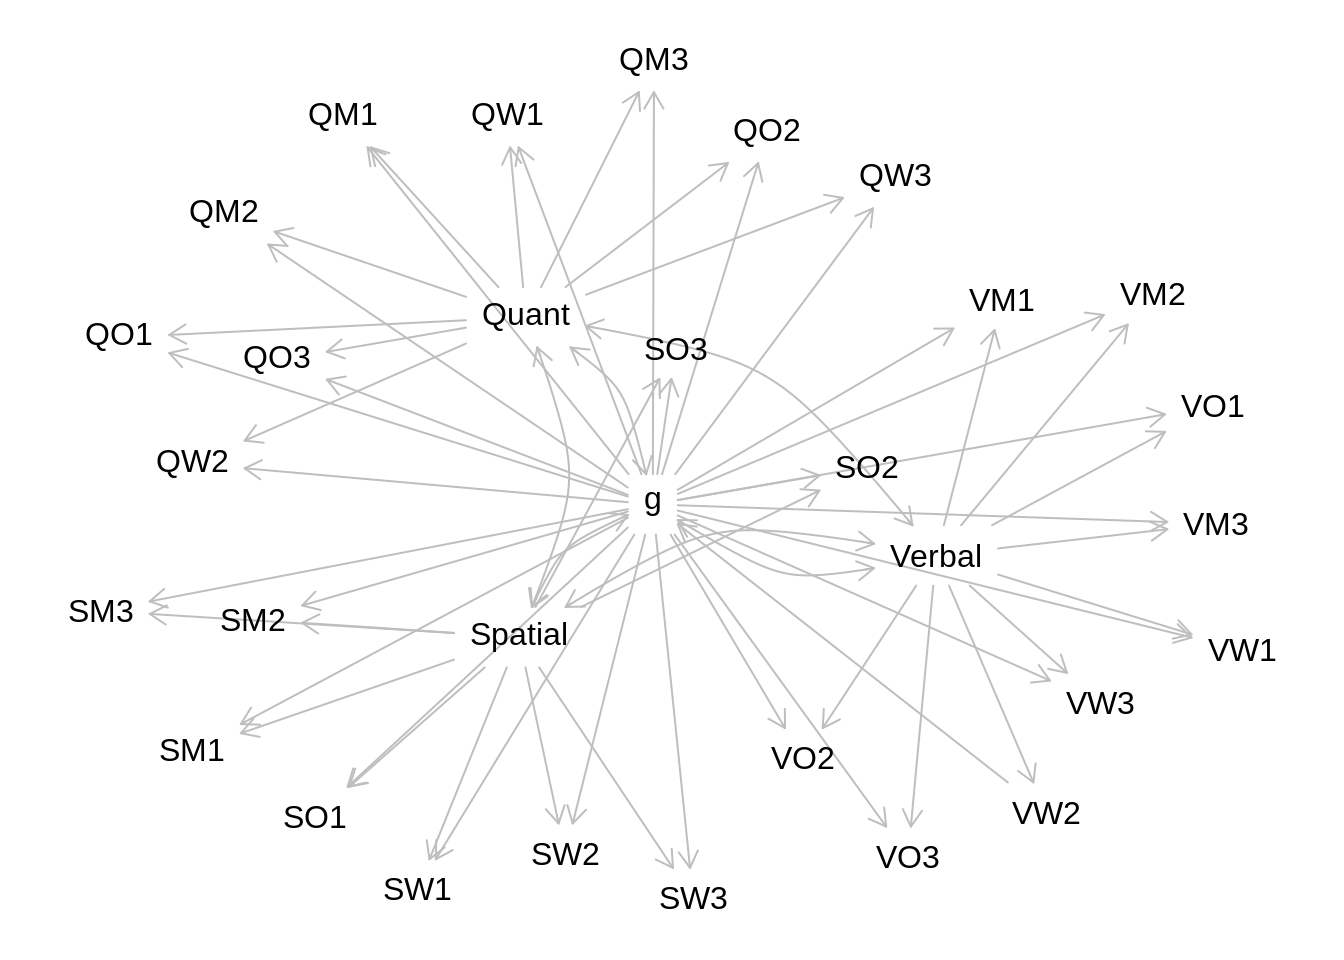 QM3
QM1
QW1
QO2
QW3
QM2
VM1
VM2
Quant
QO1
QO3
SO3
VO1
QW2
SO2
g
VM3
Verbal
SM3
SM2
Spatial
VW1
VW3
SM1
VO2
SO1
VW2
SW2
VO3
SW1
SW3